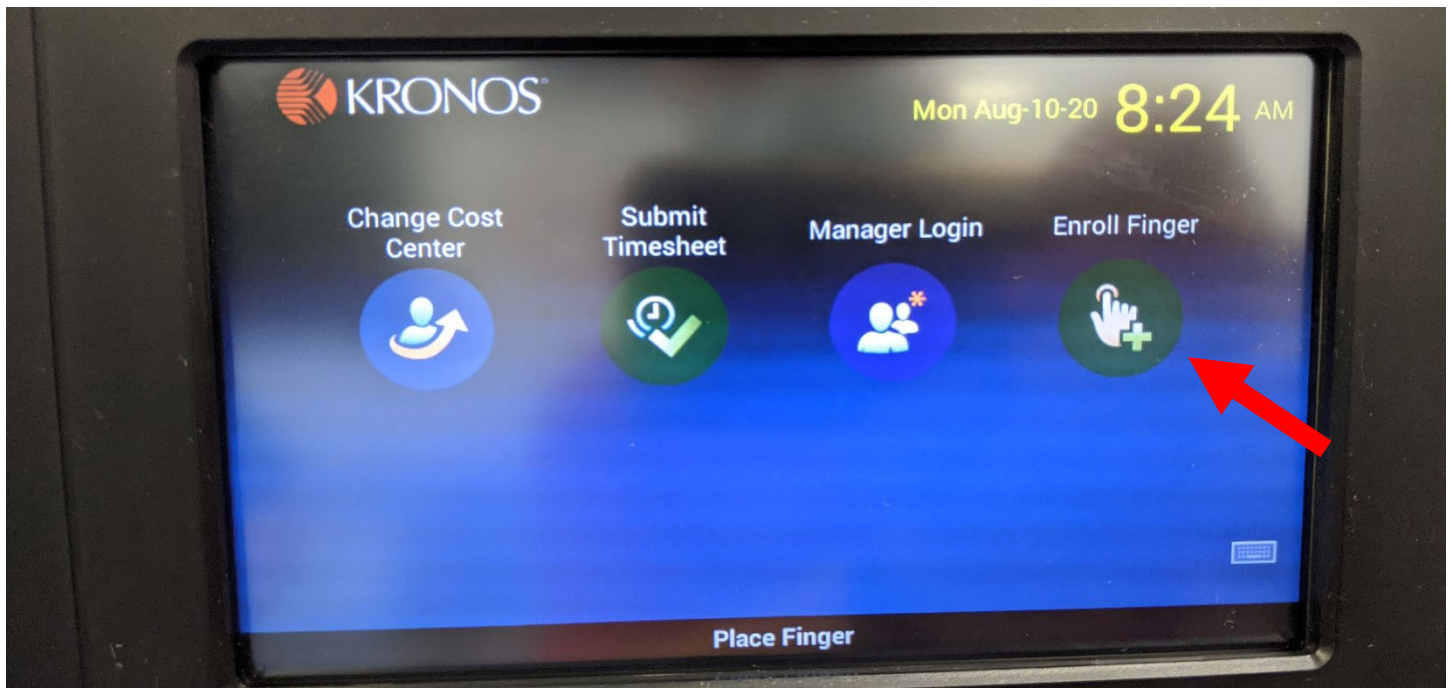 KRONOS
Mon Aug-10-20 8:24 AM
Change Cost
Center
Submit
Timesheet
Manager Login
Enroll Finger
Place Finger